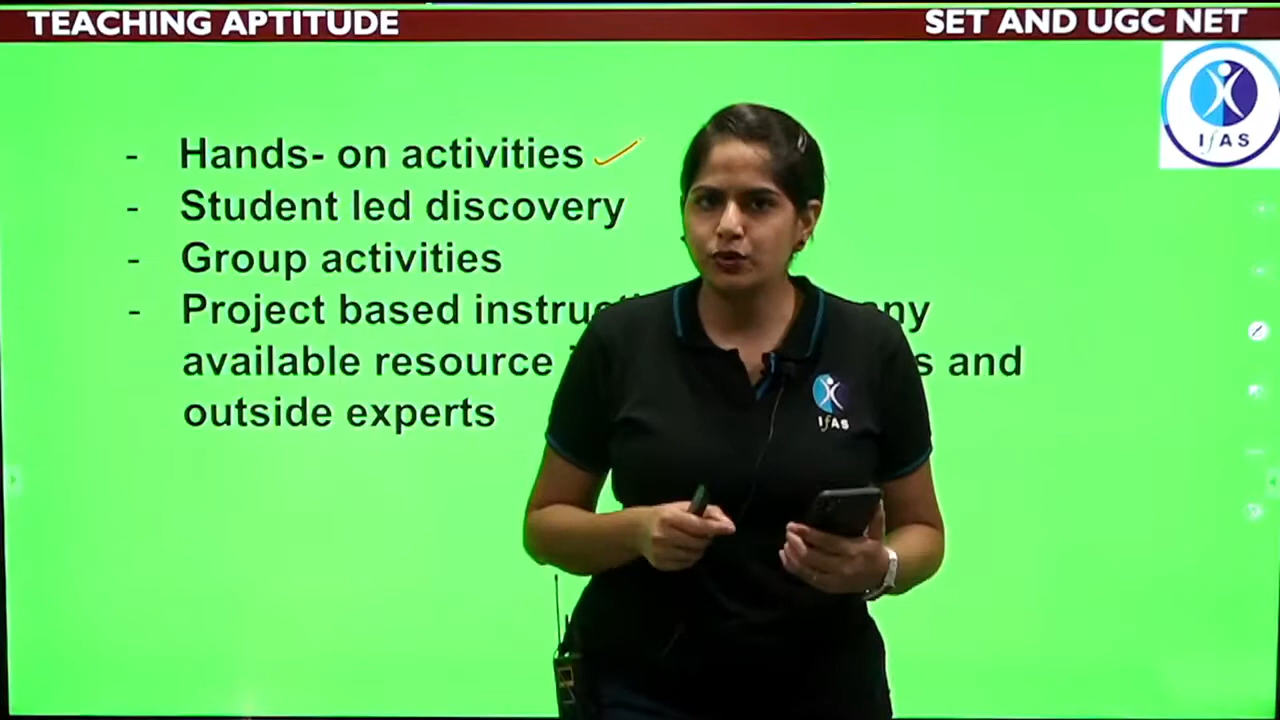 TEACHING APTITUDE
SET AND UGC NET
IfAS
- Hands- on activities
- Student led discovery
- Group activities
- Project based
available resource
and
outside experts
IfAS